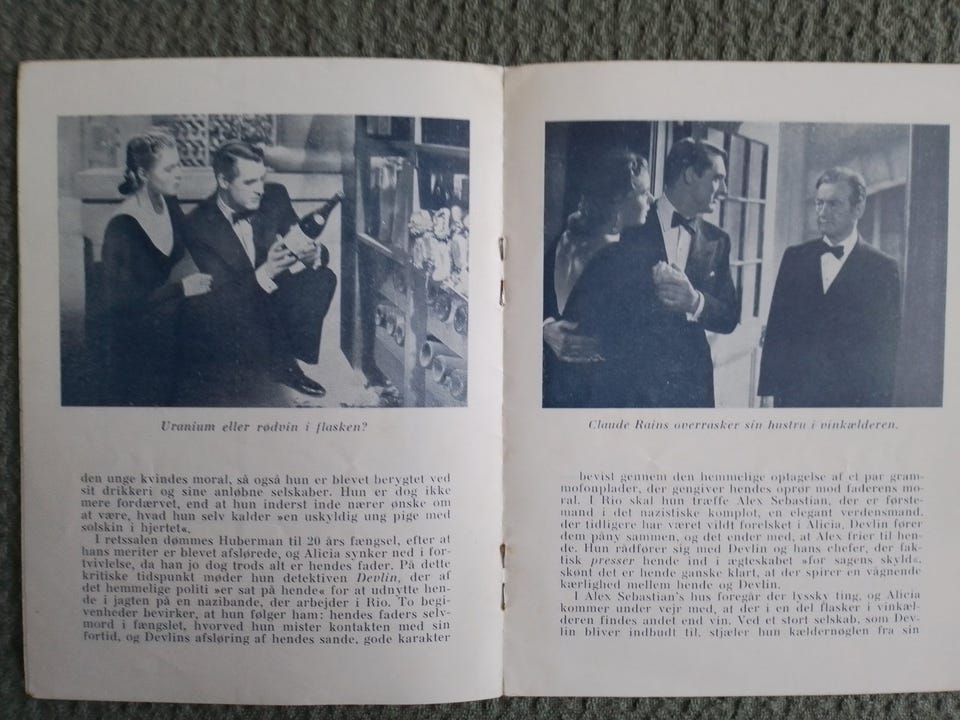 Uranium eller rødvin i flasken?
den unge kvindes moral, så også hun er blevet berygtet ved
sit drikkeri og sine anløbne selskaber. Hun er dog ikke
mere fordærvet, end at hun inderst inde nærer ønske om
at være, hvad hun selv kalder »en uskyldig ung pige med
solskin i hjertet«.
I retssalen dømmes Huberman til 20 års fængsel, efter at
hans meriter er blevet afslørede, og Alicia synker ned i for-
tvivlelse, da han jo dog trods alt er hendes fader. På dette
kritiske tidspunkt møder hun detektiven Devlin, der af
det hemmelige politi »er sat på hende« for at udnytte hen-
de i jagten på en nazibande, der arbejder i Rio. To begi-
venheder bevirker, at hun følger ham: hendes faders selv-
mord i fængslet, hvorved hun mister kontakten med sin
fortid, og Devlins afsløring af hendes sande, gode karakter
Claude Rains overrasker sin hustru i vinkælderen.
bevist gennem den hemmelige optagelse af et par gram-
mofonplader, der gengiver hendes oprør mod faderens mo-
ral. I Rio skal hun træffe Alex Sebastian, der er første-
mand i det nazistiske komplot, en elegant verdensmand,
der tidligere har været vildt forelsket i Alicia. Devlin fører
dem påny sammen, og det ender med, at Alex frier til hen-
de. Hun rådfører sig med Devlin og hans chefer, der fak-
tisk presser hende ind i ægteskabet »for sagens skyld«,
skønt det er hende ganske klart, at der spirer en vågnende
kærlighed mellem hende og Devlin.
I Alex Sebastian's hus foregår der lyssky ting, og Alicia
kommer under vejr med, at der i en del flasker i vinkæl-
deren findes andet end vin. Ved et stort selskab, som Dev-
lin bliver indbudt til, stjæler hun kældernøglen fra sin